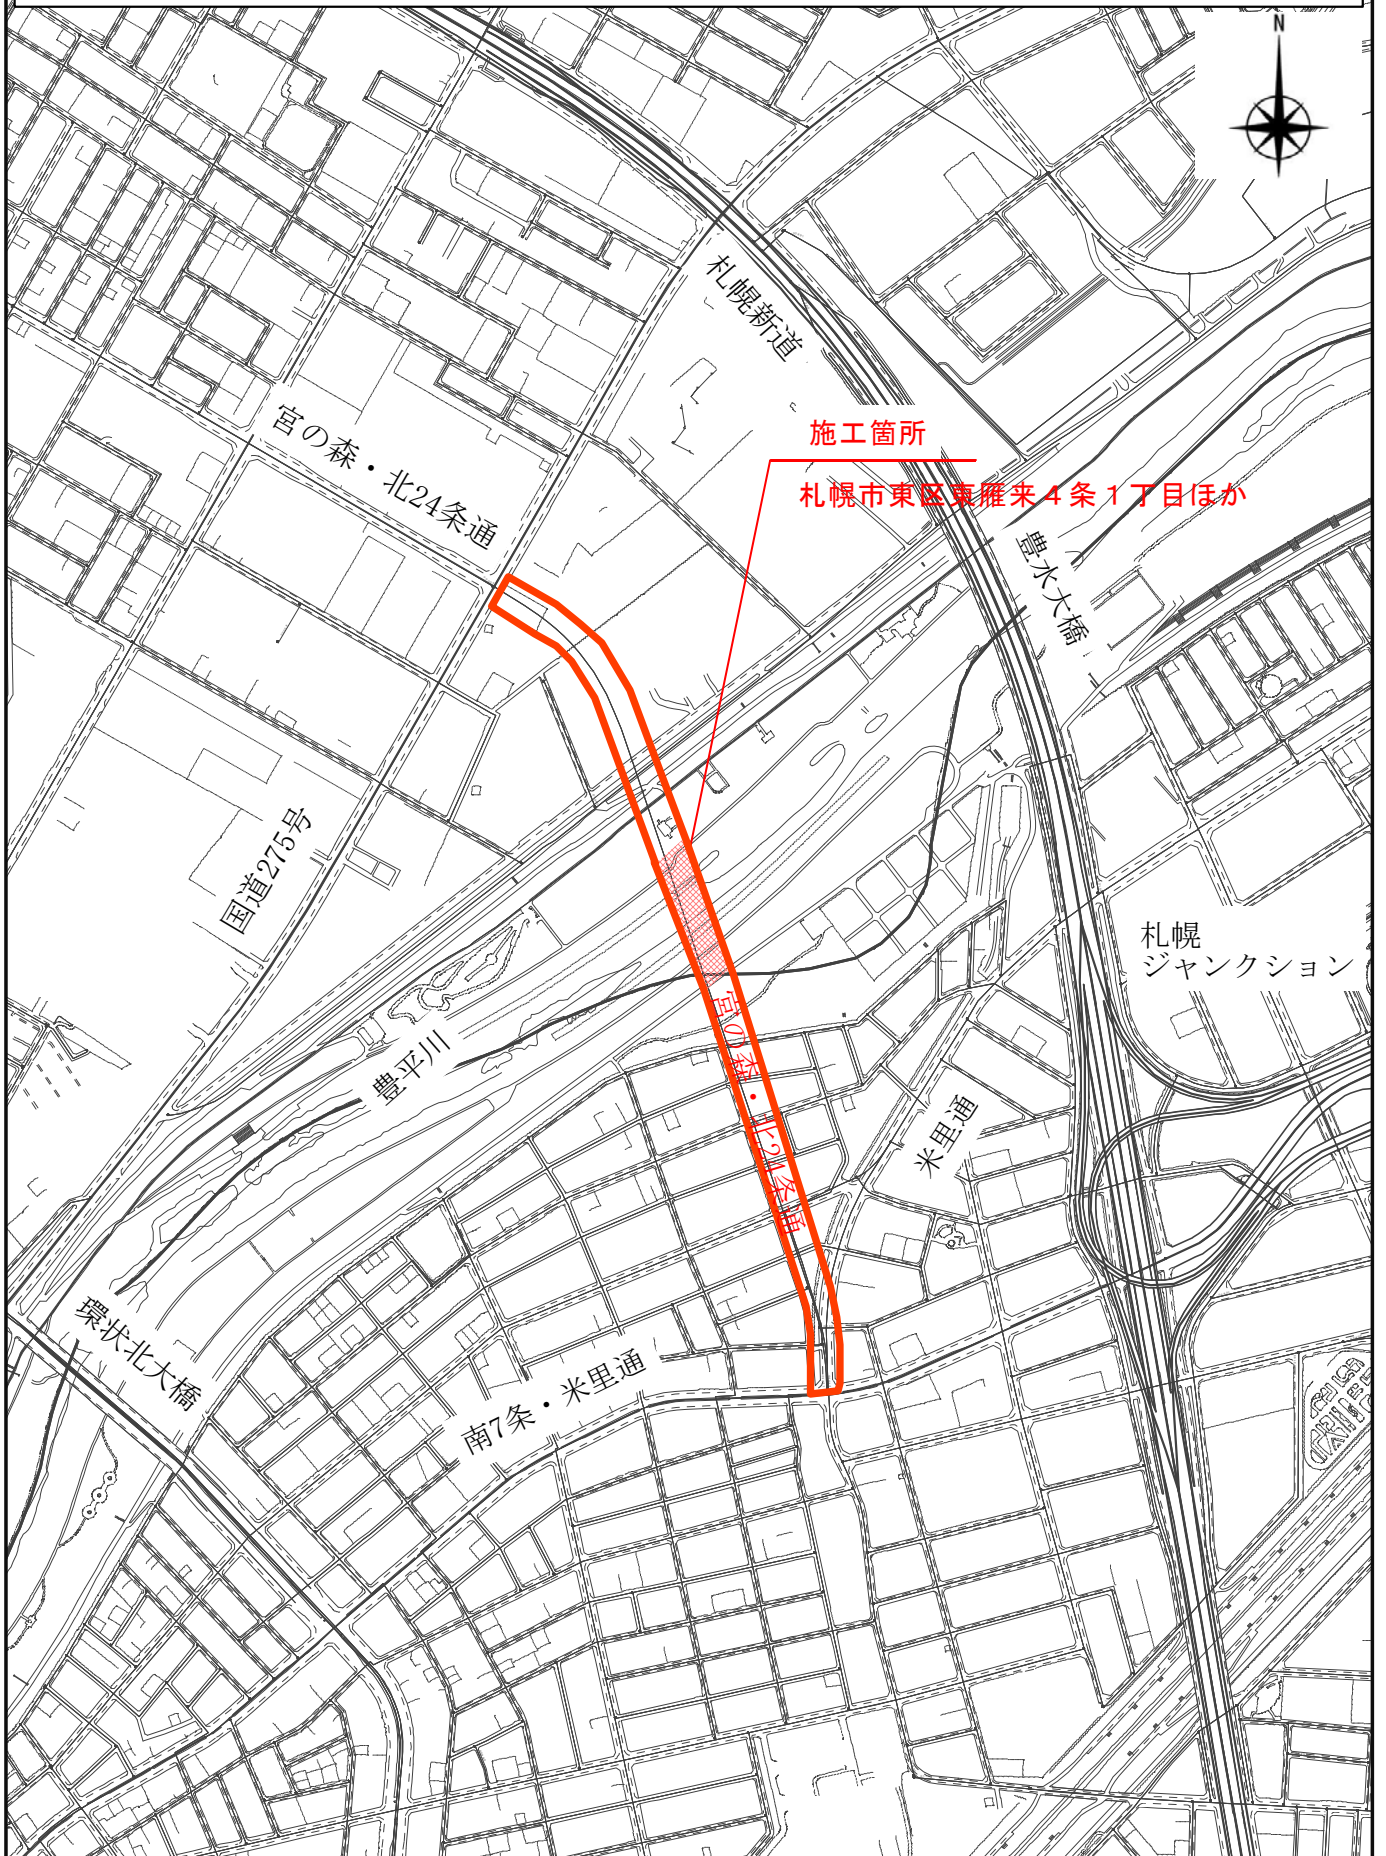 N
札幌新道
施工箇所
宮の森・北24条通
札幌市東区東雁来4条1丁目ほか
豊水大橋
国道275号
札幌
ジャンクション
宮の森・北24条通
豊平川
米里通
環状北大橋
南7条・米里通